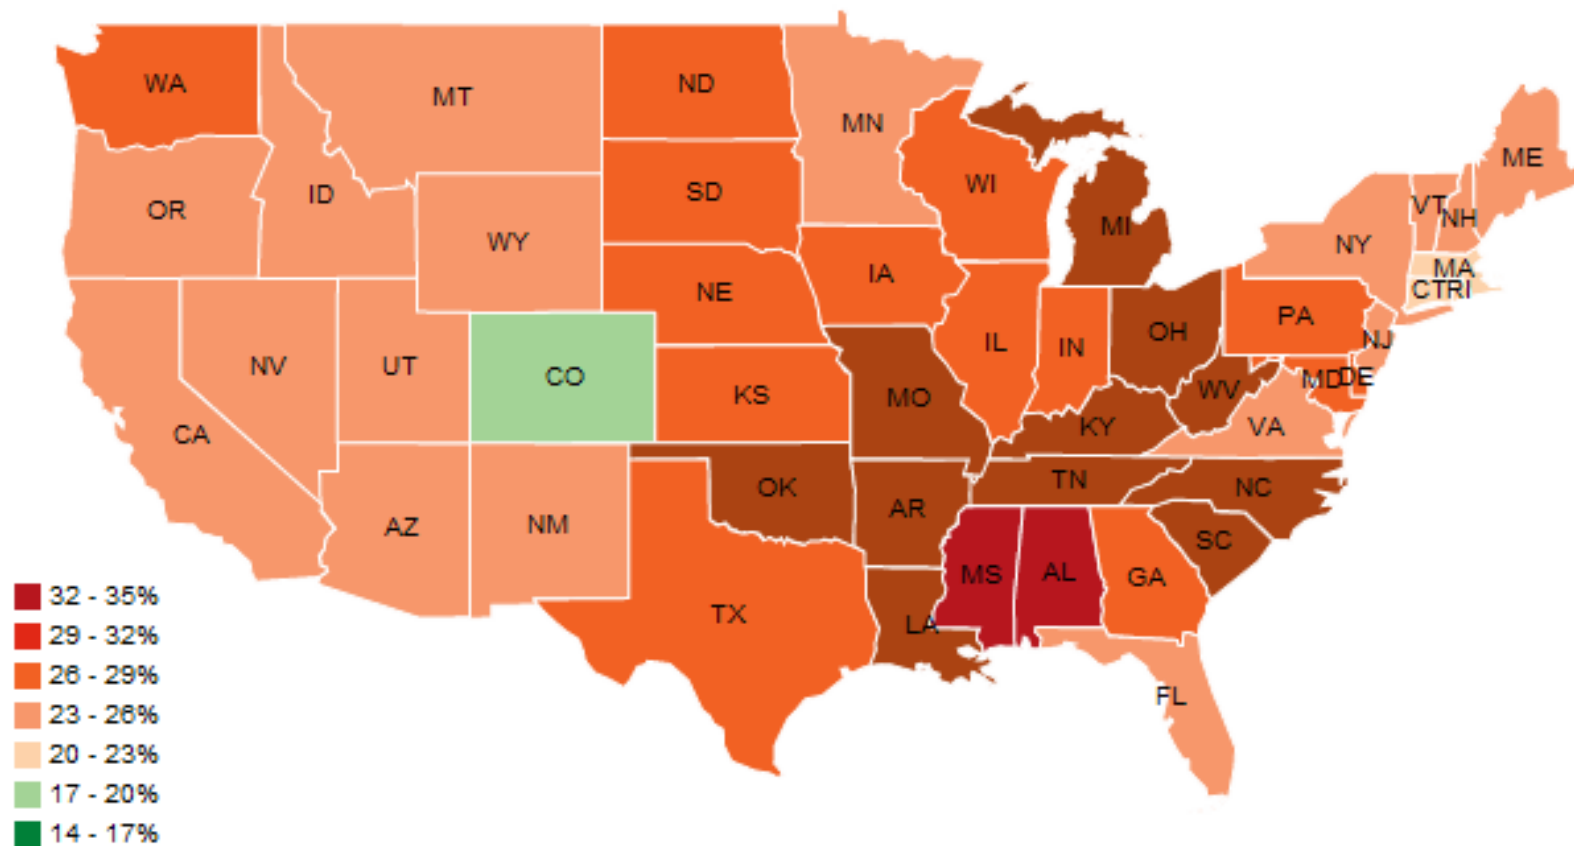 WA
MT
ND
MN
ME
OR
ID
SD
WI
VT
NH
WY
MI
NY
NE
IA
MA
CT RI
NV
UT
CO
KS
IL
IN
OH
PA
NJ
MO
WV
MD DE
CA
KY
VA
AZ
NM
OK
AR
TN
NC
SC
TX
LA
MS
AL
GA
FL
32 - 35%
29 - 32%
26 - 29%
23 - 26%
20 - 23%
17 - 20%
14 - 17%